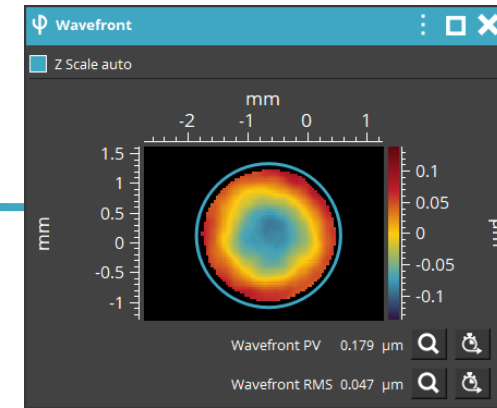 Ψ Wavefront
Z Scale auto
mm
-2 -1 0 1
1.5
1
0.5
0
-0.5
-1
mm
0.1
0.05
0
-0.05
-0.1
Wavefront PV 0.179 µm
Wavefront RMS 0.047 µm